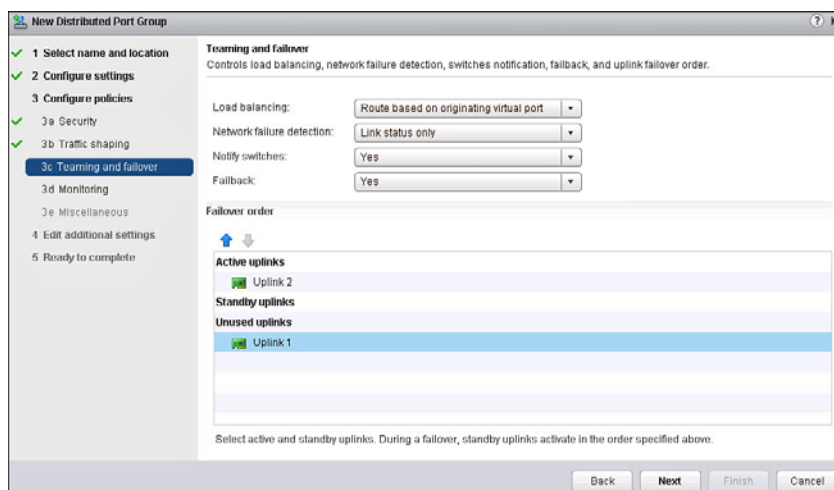 New Distributed Port Group
?
1 Select name and location
2 Configure settings
3 Configure policies
3a Security
3b Traffic shaping
3c Teaming and failover
3d Monitoring
3e Miscellaneous
4 Edit additional settings
5 Ready to complete
Teaming and failover
Controls load balancing, network failure detection, switches notification, failback, and uplink failover order.
Load balancing: Route based on originating virtual port
Network failure detection: Link status only
Notify switches: Yes
Failback: Yes
Failover order
Active uplinks
Uplink 2
Standby uplinks
Unused uplinks
Uplink 1
Select active and standby uplinks. During a failover, standby uplinks activate in the order specified above.
Back Next Finish Cancel